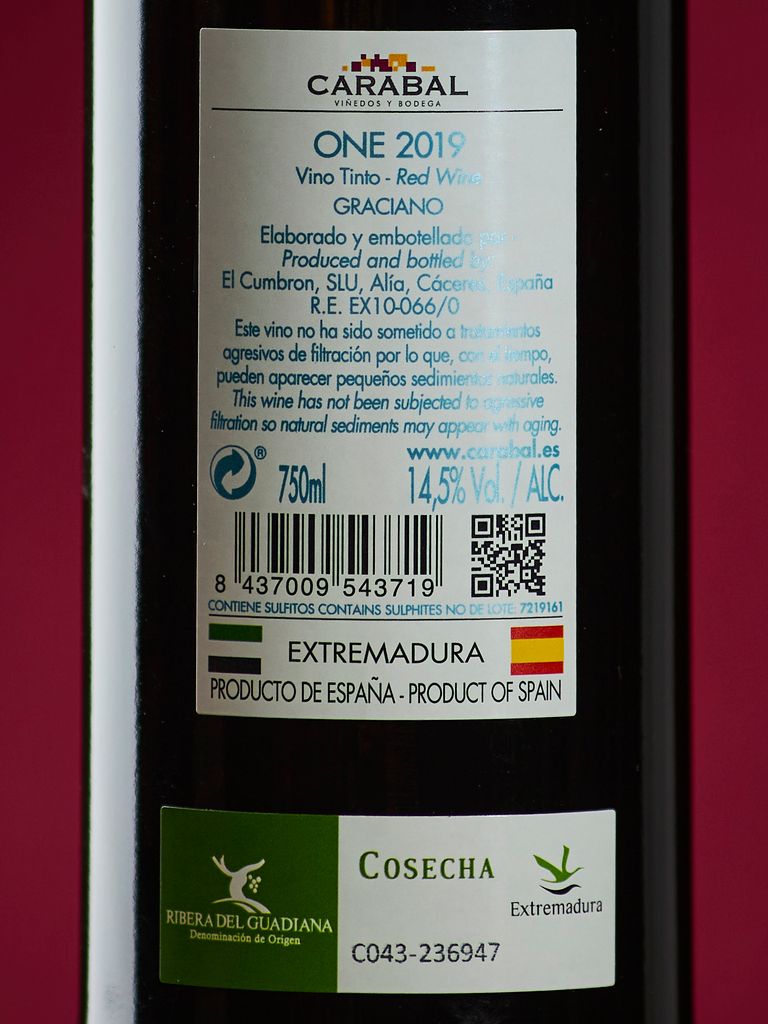 CARABAL
VIÑEDOS Y BODEGA
ONE 2019
Vino Tinto - Red Wine
GRACIANO
Elaborado y embotellado por -
Produced and bottled by:
El Cumbron, SLU, Alía, Cáceres, España
R.E. EX10-066/0
Este vino no ha sido sometido a tratamientos
agresivos de filtración por lo que, con el tiempo,
pueden aparecer pequeños sedimientos naturales.
This wine has not been subjected to agressive
filtration so natural sediments may appear with aging.
www.carabal.es
® 750ml 14,5% Vol. / ALC.
8 437009 543719
CONTIENE SULFITOS CONTAINS SULPHITES NO DE LOTE: 7219161
EXTREMADURA
PRODUCTO DE ESPAÑA - PRODUCT OF SPAIN
RIBERA DEL GUADIANA
Denominación de Origen
COSECHA
Extremadura
C043-236947